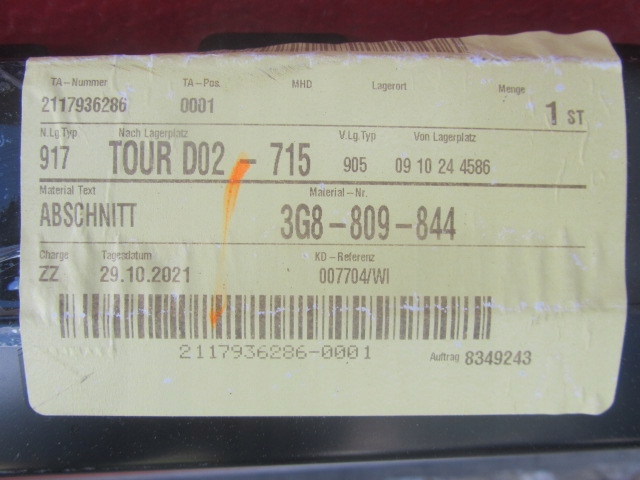 TA-Nummer TA-Pos. MHD Lagerort Menge
2117936286 0001 1 ST
N.Lg.Typ Nach Lagerplatz V.Lg.Typ Von Lagerplatz
917 TOUR D02 - 715 905 09 10 24 4586
Material Text Material-Nr.
ABSCHNITT 3G8-809-844
Charge Tagesdatum KD-Referenz
ZZ 29.10.2021 007704/WI
2117936286-0001 Auftrag 8349243